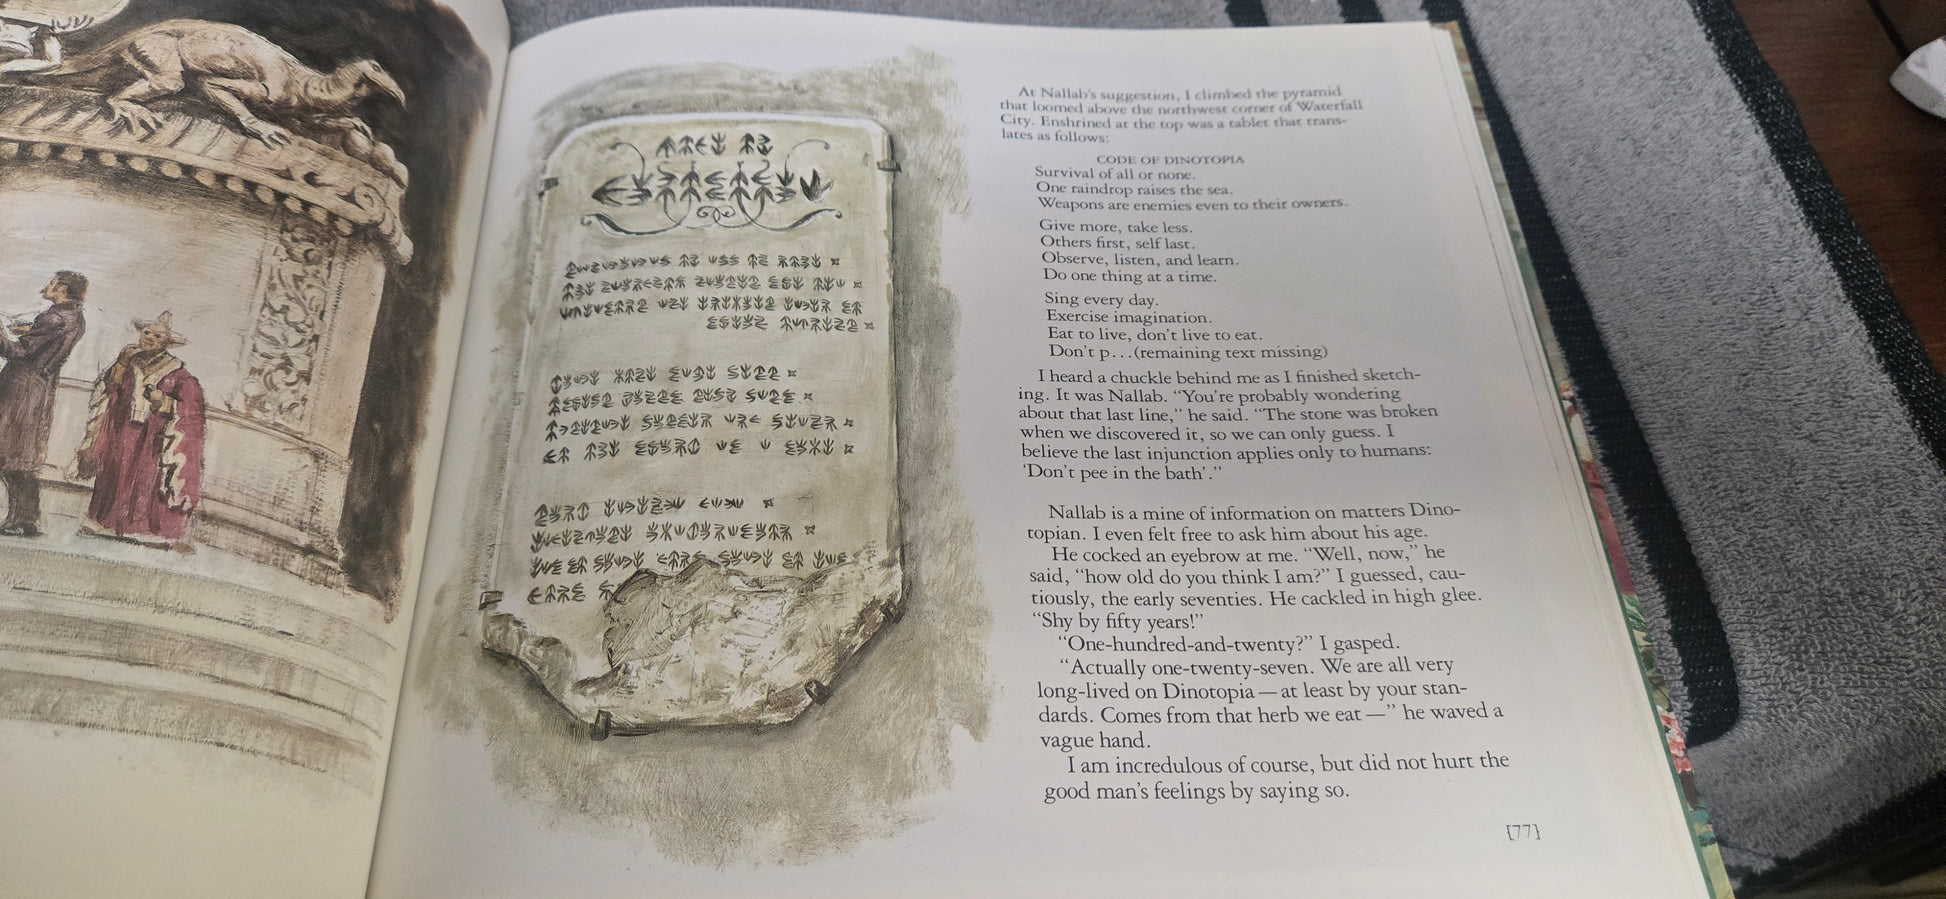 At Nallab's suggestion, I climbed the pyramid
that loomed above the northwest corner of Waterfall
City. Enshrined at the top was a tablet that trans-
lates as follows:
CODE OF DINOTOPIA
Survival of all or none.
One raindrop raises the sea.
Weapons are enemies even to their owners.
Give more, take less.
Others first, self last.
Observe, listen, and learn.
Do one thing at a time.
Sing every day.
Exercise imagination.
Eat to live, don't live to eat.
Don't p...(remaining text missing)
I heard a chuckle behind me as I finished sketch-
ing. It was Nallab. “You're probably wondering
about that last line,” he said. “The stone was broken
when we discovered it, so we can only guess. I
believe the last injunction applies only to humans:
‘Don't pee in the bath’.”
Nallab is a mine of information on matters Dino-
topian. I even felt free to ask him about his age.
He cocked an eyebrow at me. “Well, now,” he
said, “how old do you think I am?” I guessed, cau-
tiously, the early seventies. He cackled in high glee.
“Shy by fifty years!”
“One-hundred-and-twenty?” I gasped.
“Actually one-twenty-seven. We are all very
long-lived on Dinotopia—at least by your stan-
dards. Comes from that herb we eat—” he waved a
vague hand.
I am incredulous of course, but did not hurt the
good man's feelings by saying so.
[77]